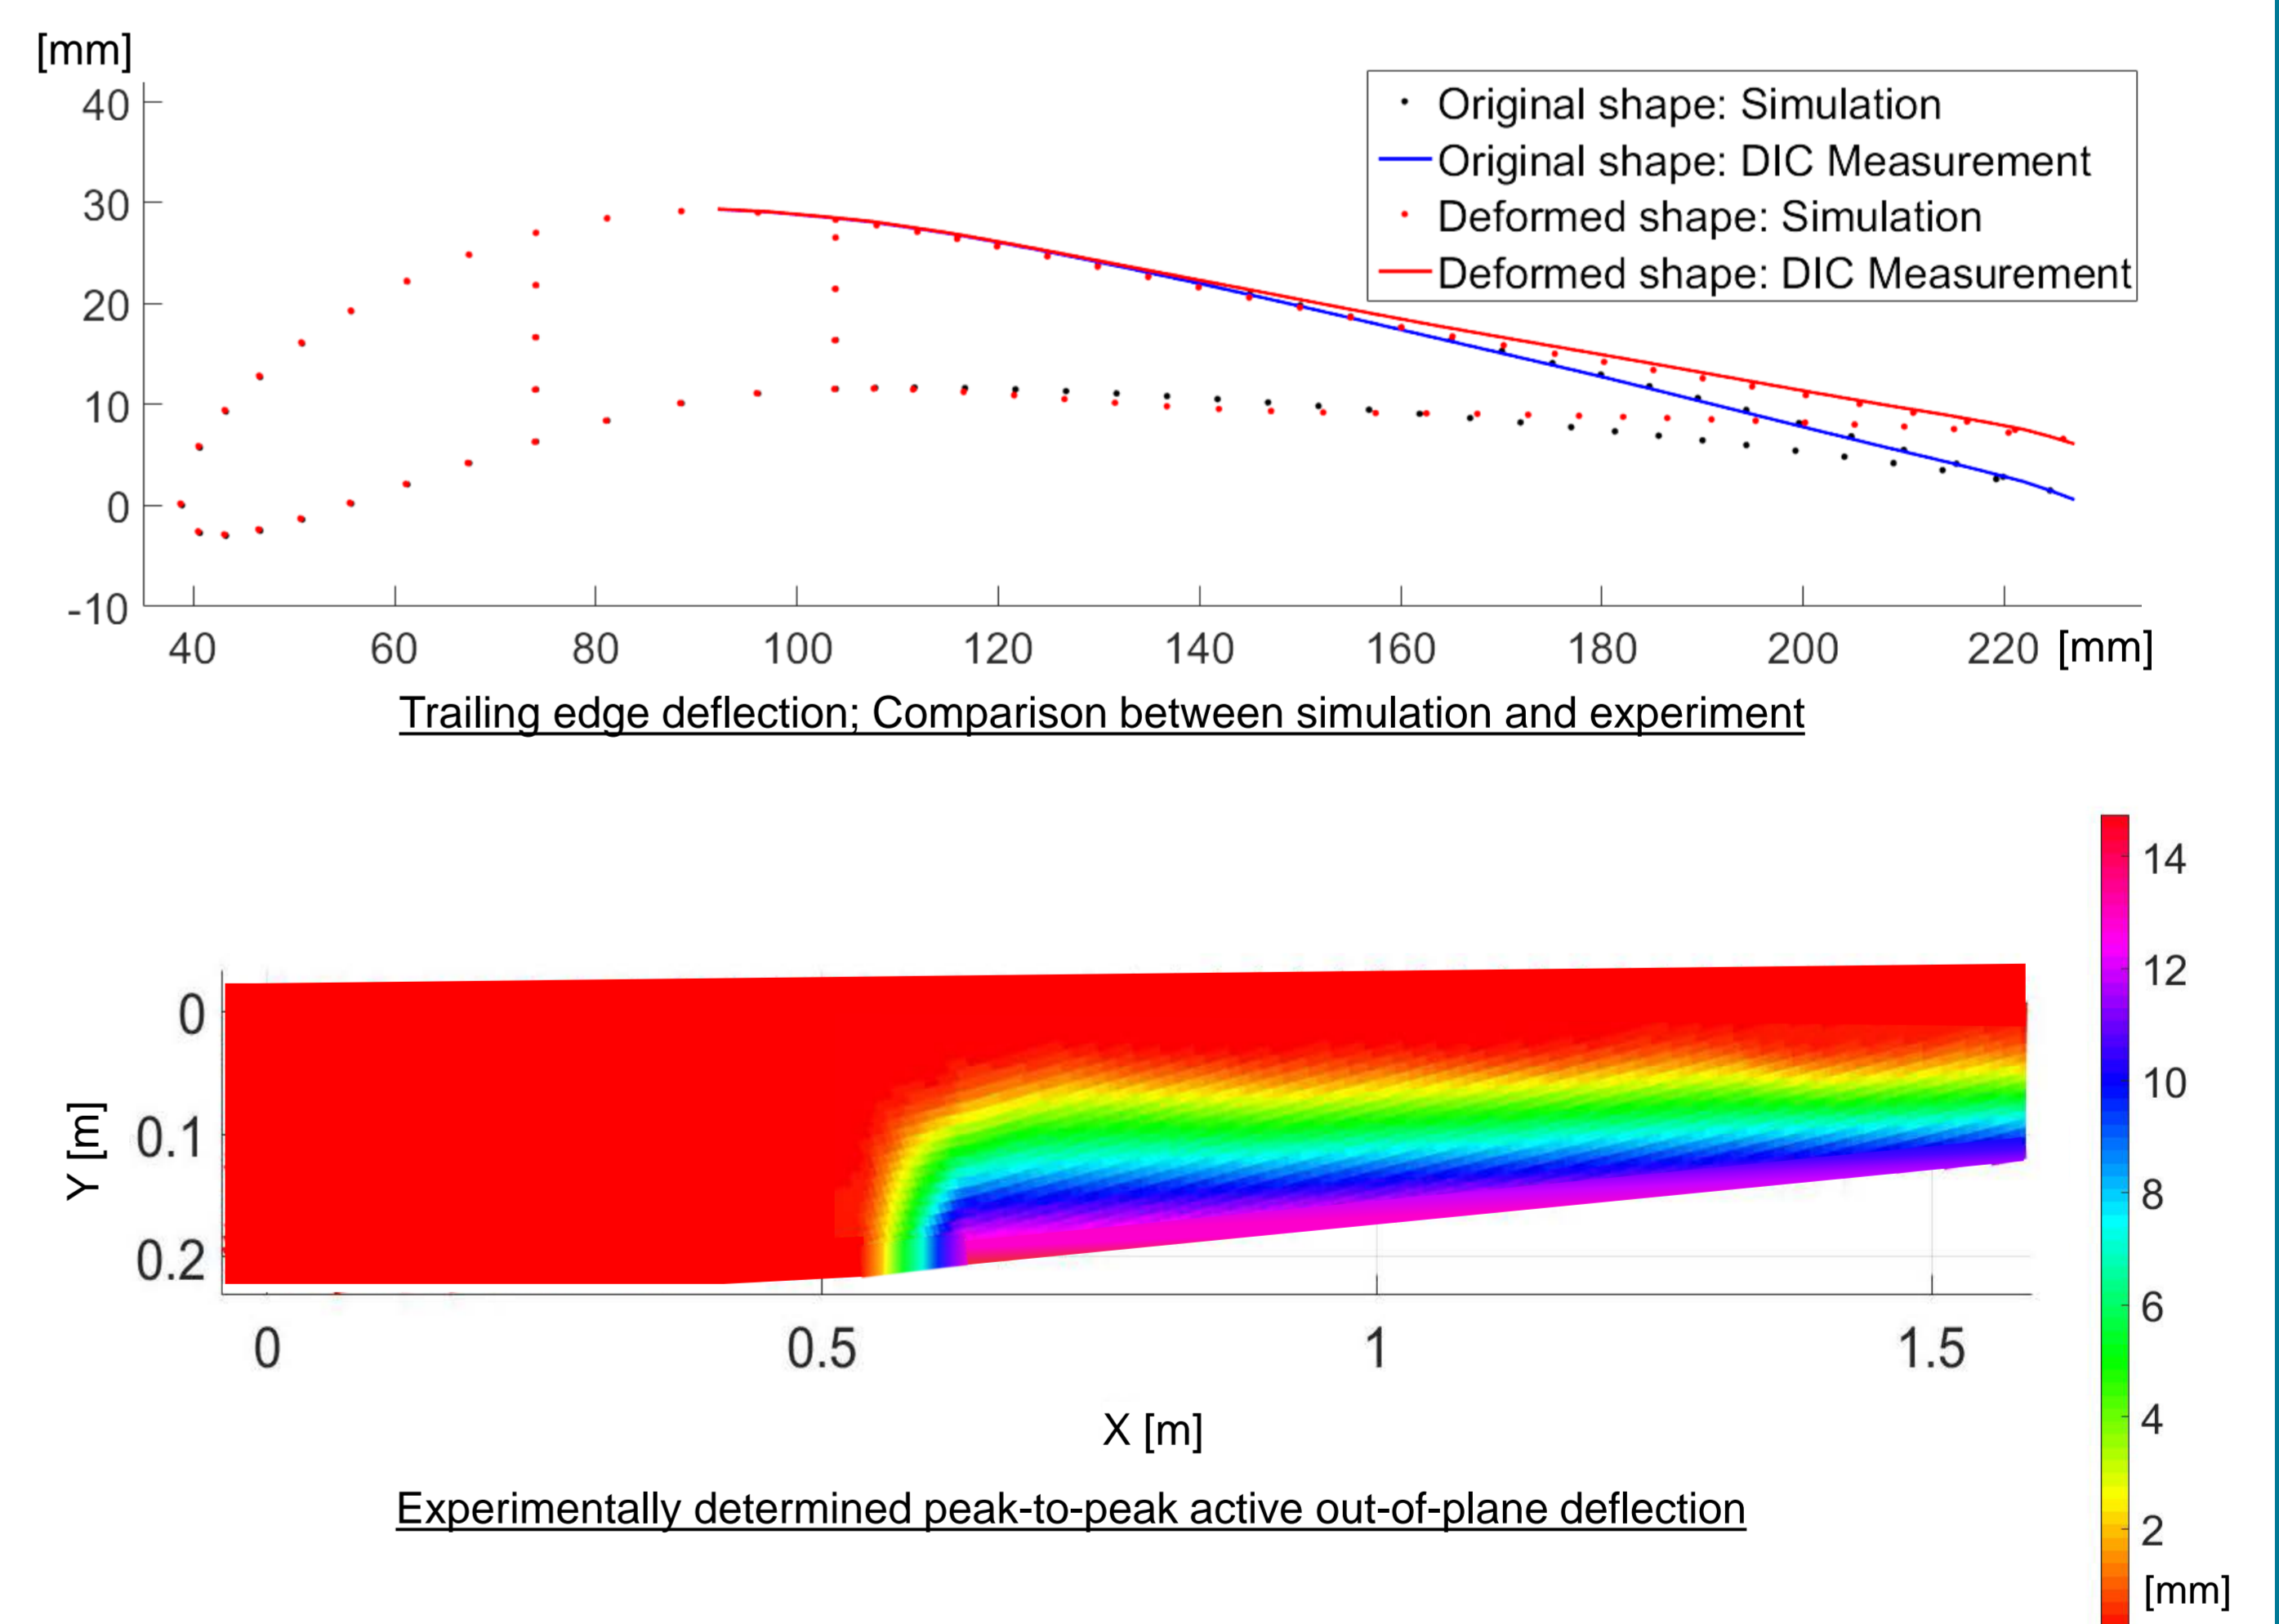 [mm]
40
30
20
10
0
-10
Original shape: Simulation
Original shape: DIC Measurement
Deformed shape: Simulation
Deformed shape: DIC Measurement
40 60 80 100 120 140 160 180 200 220 [mm]
Trailing edge deflection; Comparison between simulation and experiment
0
0.1
0.2
Y [m]
0 0.5 1 1.5
X [m]
14
12
10
8
6
4
2
[mm]
Experimentally determined peak-to-peak active out-of-plane deflection